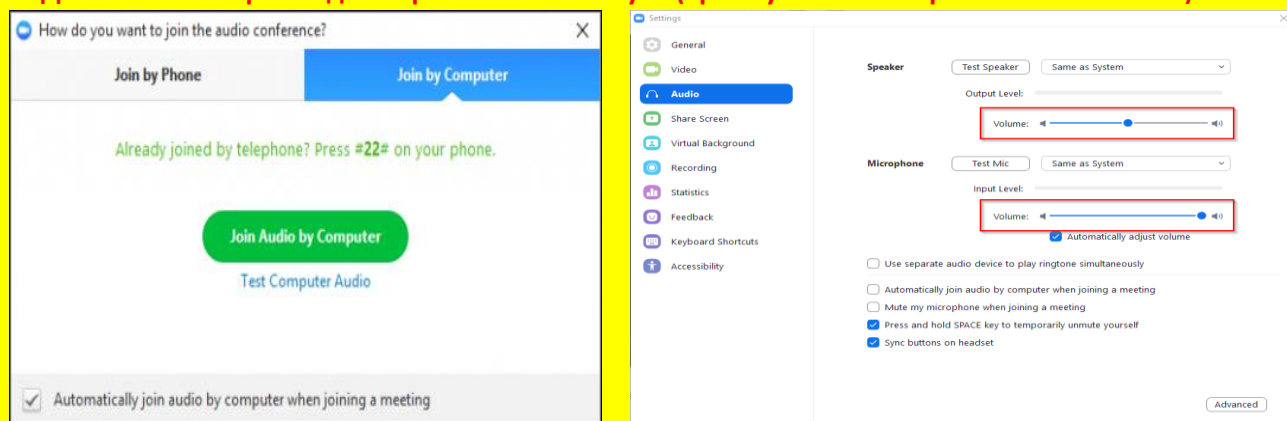 How do you want to join the audio conference?
Join by Phone
Join by Computer
Already joined by telephone? Press #22# on your phone.
Join Audio by Computer
Test Computer Audio
Automatically join audio by computer when joining a meeting
Settings
General
Video
Audio
Share Screen
Virtual Background
Recording
Statistics
Feedback
Keyboard Shortcuts
Accessibility
Speaker
Test Speaker
Same as System
Output Level:
Volume:
Microphone
Test Mic
Same as System
Input Level:
Volume:
Automatically adjust volume
Use separate audio device to play ringtone simultaneously
Automatically join audio by computer when joining a meeting
Mute my microphone when joining a meeting
Press and hold SPACE key to temporarily unmute yourself
Sync buttons on headset
Advanced